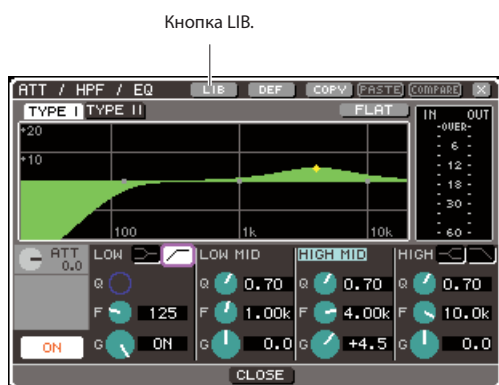 Кнопка LIB.
ATT / HPF / EQ LIB DEF COPY PASTE COMPARE X
TYPE I TYPE II FLAT IN OUT
+20
+10
100 1k 10k
-OVER-
6
12
18
30
60
ATT
0.0
ON
LOW
Q
F 125
G ON
LOW MID
Q 0.70
F 1.00k
G 0.0
HIGH MID
Q 0.70
F 4.00k
G +4.5
HIGH
Q 0.70
F 10.0k
G 0.0
CLOSE